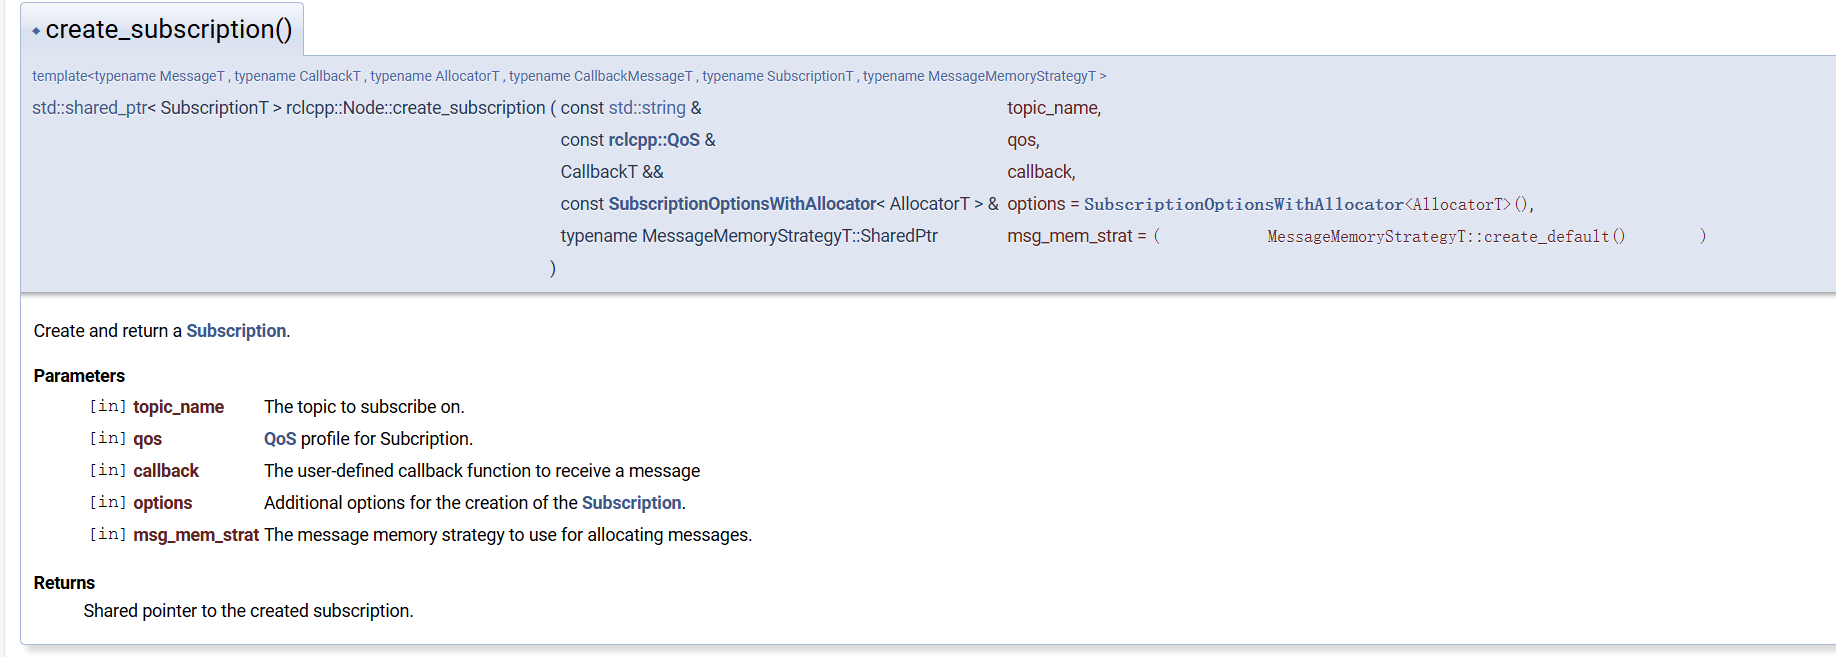 ◆ create_subscription()
template<typename MessageT , typename CallbackT , typename AllocatorT , typename CallbackMessageT , typename SubscriptionT , typename MessageMemoryStrategyT >
std::shared_ptr< SubscriptionT > rclcpp::Node::create_subscription ( const std::string & topic_name,
const rclcpp::QoS & qos,
CallbackT && callback,
const SubscriptionOptionsWithAllocator< AllocatorT > & options = SubscriptionOptionsWithAllocator<AllocatorT>(),
typename MessageMemoryStrategyT::SharedPtr msg_mem_strat = ( MessageMemoryStrategyT::create_default() )
)
Create and return a Subscription.
Parameters
[in] topic_name The topic to subscribe on.
[in] qos QoS profile for Subcription.
[in] callback The user-defined callback function to receive a message
[in] options Additional options for the creation of the Subscription.
[in] msg_mem_strat The message memory strategy to use for allocating messages.
Returns
Shared pointer to the created subscription.